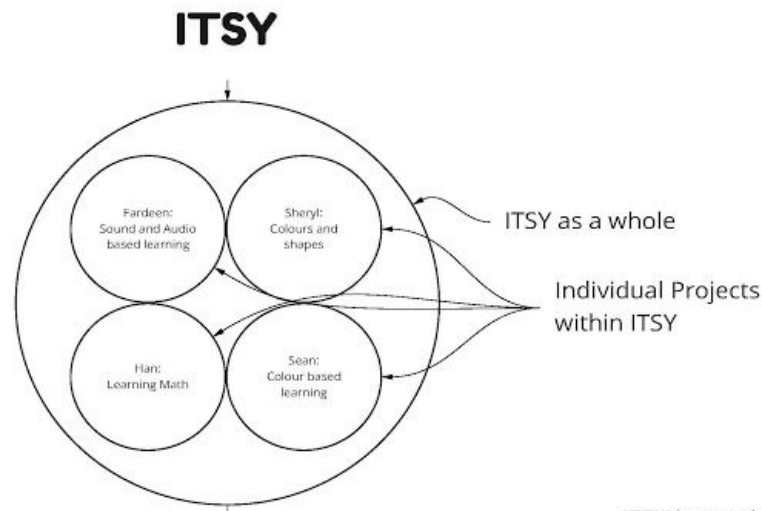 ITSY
Fardeen:
Sound and Audio
based learning
Sheryl:
Colours and
shapes
ITSY as a whole
Individual Projects
within ITSY
Han:
Learning Math
Sean:
Colour based
learning